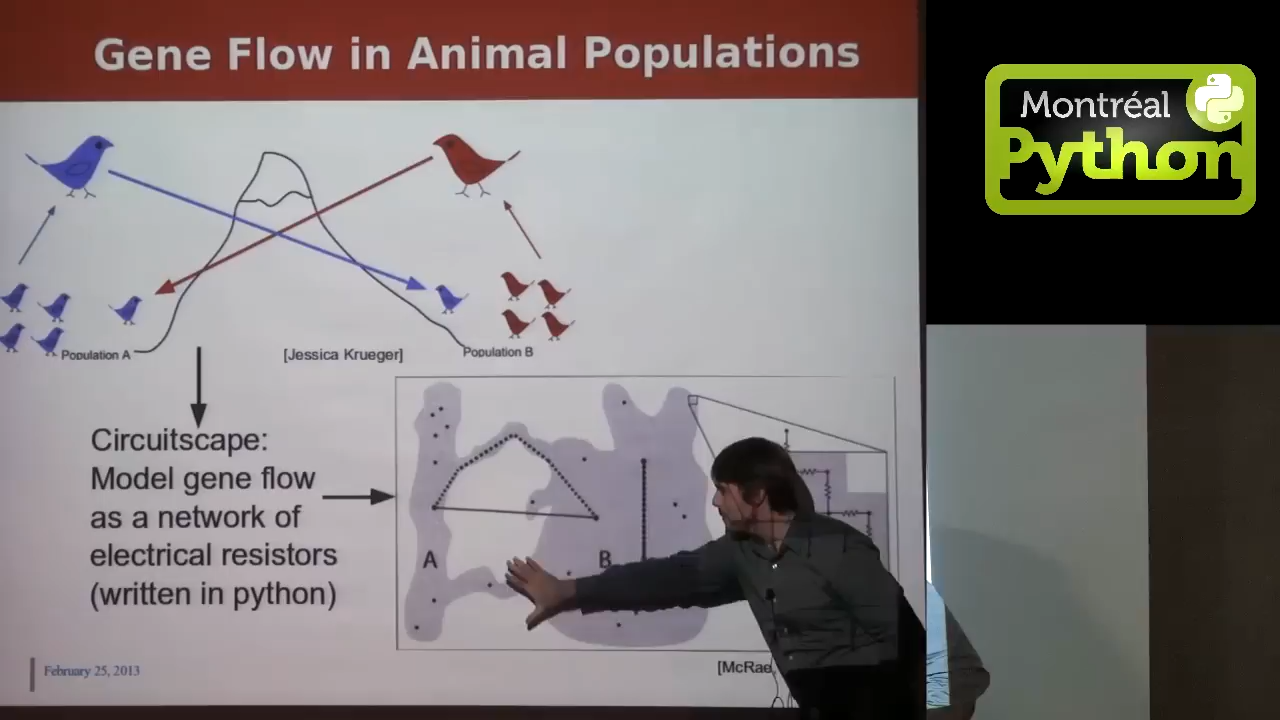 Gene Flow in Animal Populations
Montréal
Python
Population A
[Jessica Krueger]
Population B
Circuitscape:
Model gene flow
as a network of
electrical resistors
(written in python)
A
B
[McRae
February 25, 2013